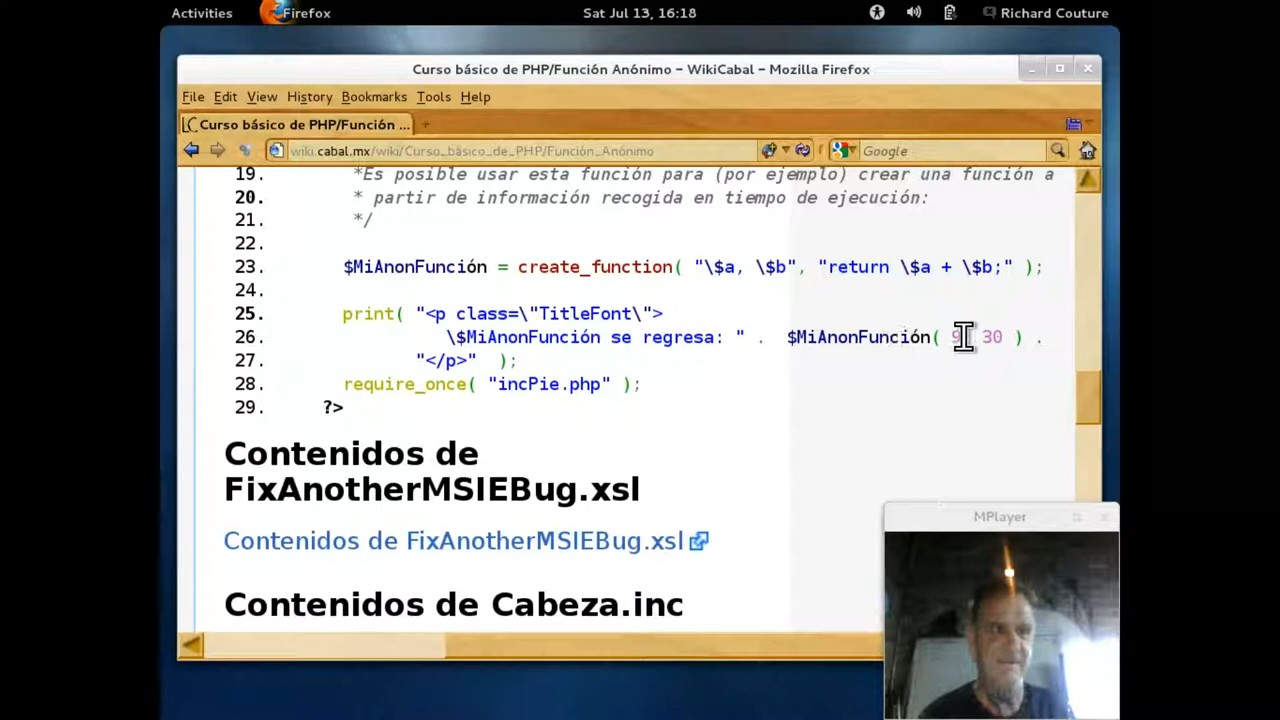 Activities Firefox Sat Jul 13, 16:18 Richard Couture
Curso básico de PHP/Función Anónimo – WikiCabal – Mozilla Firefox
File Edit View History Bookmarks Tools Help
Curso básico de PHP/Función ...
wiki.cabal.mx/wiki/Curso_básico_de_PHP/Función_Anónimo Google
19. *Es posible usar esta función para (por ejemplo) crear una función a
20. * partir de información recogida en tiempo de ejecución:
21. */
22.
23. $MiAnonFunción = create_function( "\$a, \$b", "return \$a + \$b;" );
24.
25. print( "<p class=\"TitleFont\">
26. \$MiAnonFunción se regresa: " . $MiAnonFunción( 30 ) .
27. "</p>" );
28. require_once( "incPie.php" );
29. ?>
Contenidos de
FixAnotherMSIEBug.xsl
Contenidos de FixAnotherMSIEBug.xsl
Contenidos de Cabeza.inc
MPlayer